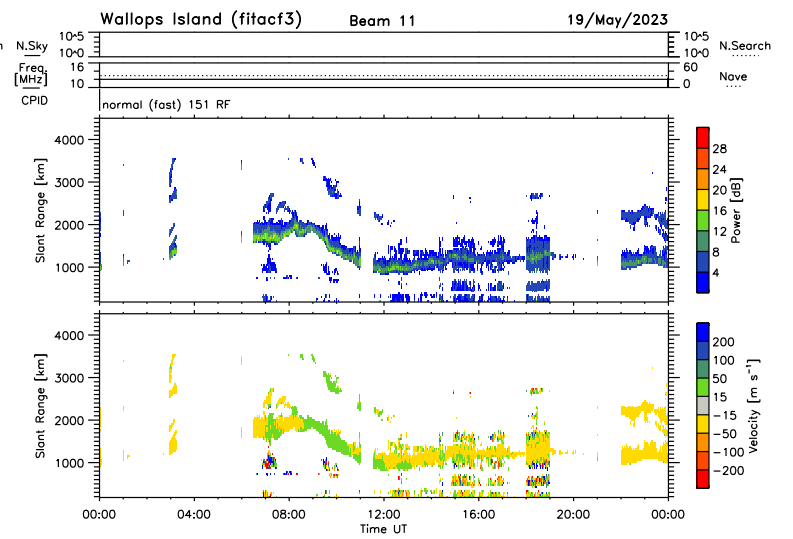 Wallops Island (fitacf3) Beam 11 19/May/2023
n N.Sky 10^5 10^5 N.Search
10^0 10^0
Freq. 16 60 Nave
[MHz] 10 0
CPID normal (fast) 151 RF
Slant Range [km]
4000
3000
2000
1000
28
24
20
16
12
8
4
Power [dB]
Slant Range [km]
4000
3000
2000
1000
200
100
50
15
−15
−50
−100
−200
Velocity [m s⁻¹]
00:00 04:00 08:00 12:00 16:00 20:00 00:00
Time UT